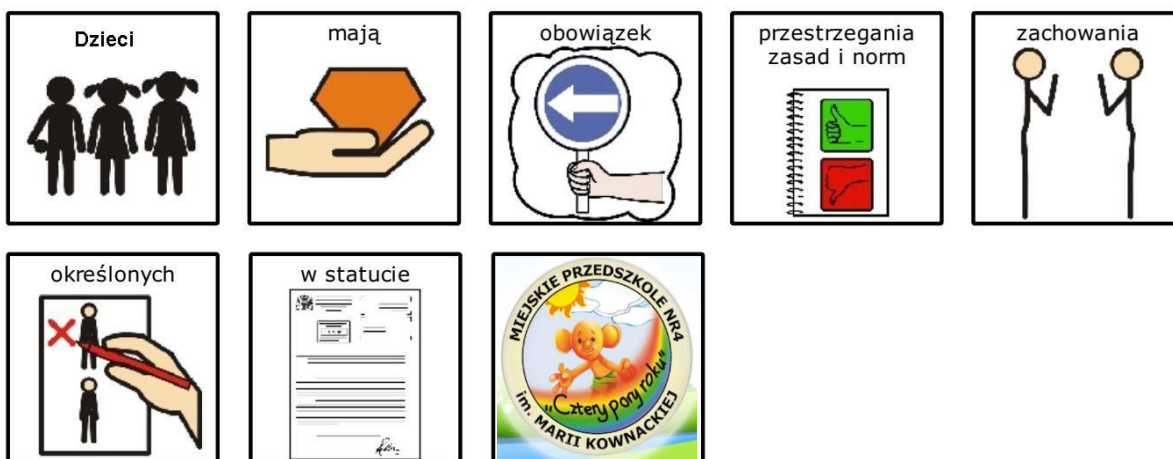 Dzieci
mają
obowiązek
przestrzegania
zasad i norm
zachowania
określonych
w statucie
MIEJSKIE PRZEDSZKOLE NR4
"Cztery pory roku"
im. MARII KOWNACKIEJ